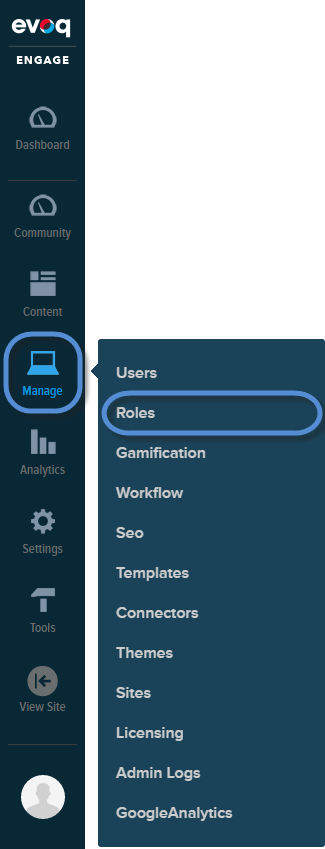 evoq
ENGAGE
Dashboard
Community
Content
Manage
Analytics
Settings
Tools
View Site
Users
Roles
Gamification
Workflow
Seo
Templates
Connectors
Themes
Sites
Licensing
Admin Logs
GoogleAnalytics